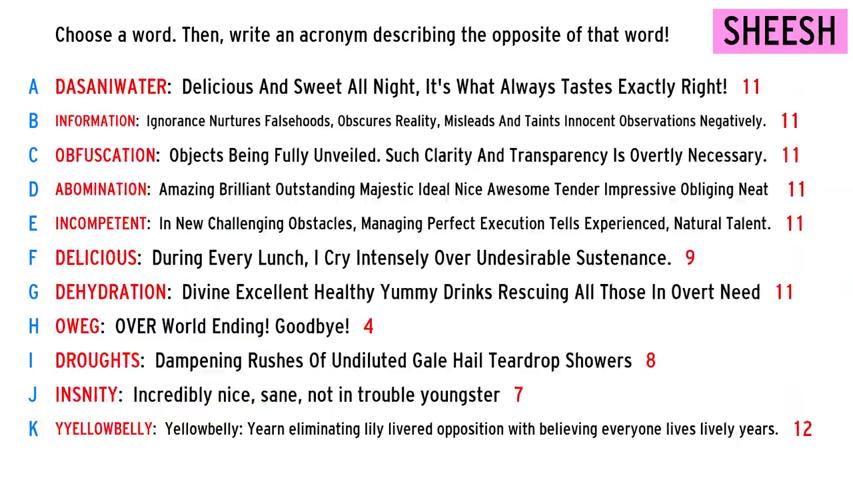 Choose a word. Then, write an acronym describing the opposite of that word!
SHEESH
A DASANIWATER: Delicious And Sweet All Night, It's What Always Tastes Exactly Right! 11
B INFORMATION: Ignorance Nurtures Falsehoods, Obscures Reality, Misleads And Taints Innocent Observations Negatively. 11
C OBFUSCATION: Objects Being Fully Unveiled. Such Clarity And Transparency Is Overtly Necessary. 11
D ABOMINATION: Amazing Brilliant Outstanding Majestic Ideal Nice Awesome Tender Impressive Obliging Neat 11
E INCOMPETENT: In New Challenging Obstacles, Managing Perfect Execution Tells Experienced, Natural Talent. 11
F DELICIOUS: During Every Lunch, I Cry Intensely Over Undesirable Sustenance. 9
G DEHYDRATION: Divine Excellent Healthy Yummy Drinks Rescuing All Those In Overt Need 11
H OWEG: OVER World Ending! Goodbye! 4
I DROUGHTS: Dampening Rushes Of Undiluted Gale Hail Teardrop Showers 8
J INSNITY: Incredibly nice, sane, not in trouble youngster 7
K YYELLOWBELLY: Yellowbelly: Yearn eliminating lily livered opposition with believing everyone lives lively years. 12